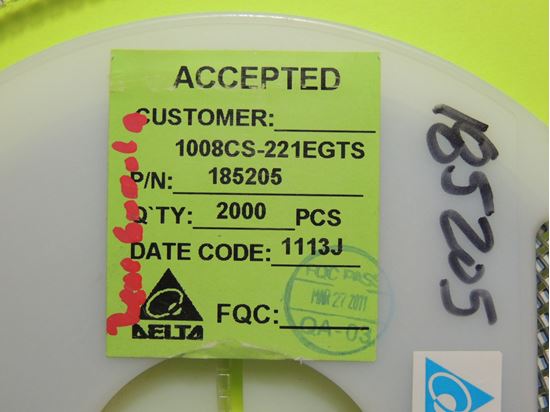 ACCEPTED
CUSTOMER:
1008CS-221EGTS
P/N: 185205
Q`TY: 2000 PCS
DATE CODE: 1113J
FQC:
DELTA
FQC PASS
MAR 27 2011
QA-03
185205